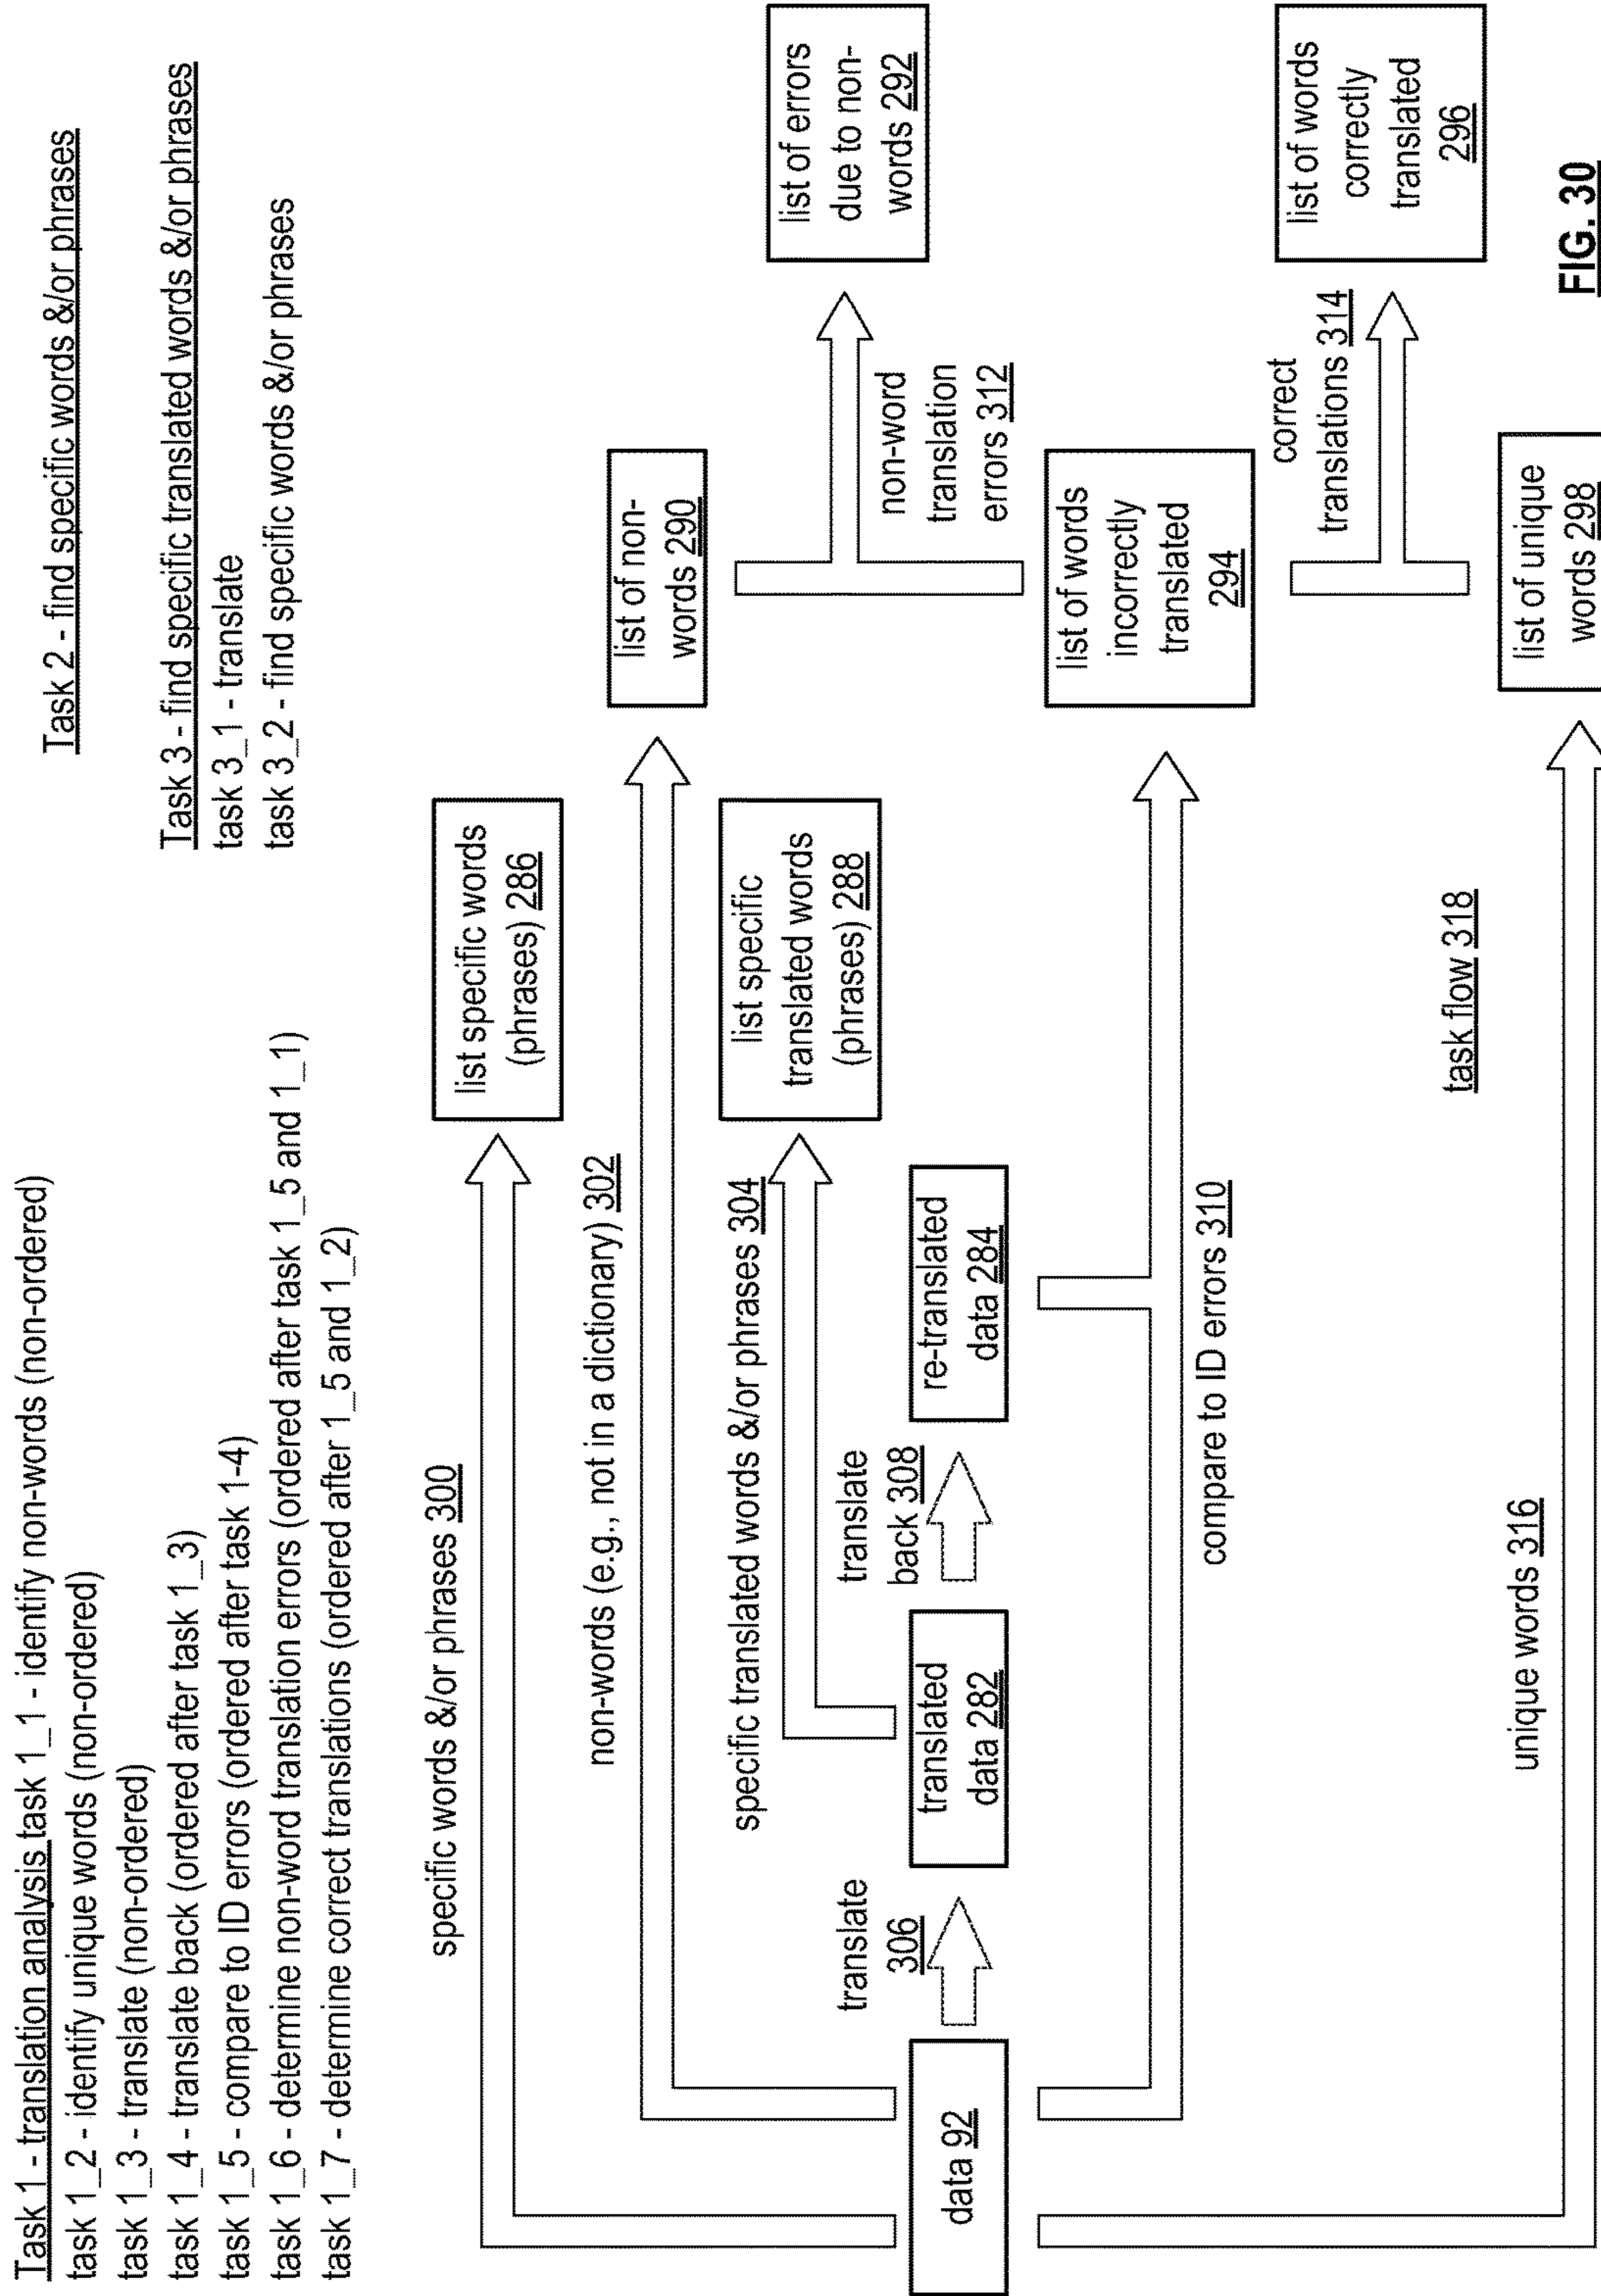 Task 1 - translation analysis task 1_1 - identify non-words (non-ordered)
task 1_2 - identify unique words (non-ordered)
task 1_3 - translate (non-ordered)
task 1_4 - translate back (ordered after task 1_3)
task 1_5 - compare to ID errors (ordered after task 1-4)
task 1_6 - determine non-word translation errors (ordered after task 1_5 and 1_1)
task 1_7 - determine correct translations (ordered after 1_5 and 1_2)
Task 2 - find specific words &/or phrases
Task 3 - find specific translated words &/or phrases
task 3_1 - translate
task 3_2 - find specific words &/or phrases
specific words &/or phrases 300
list specific words
(phrases) 286
non-words (e.g., not in a dictionary) 302
list of non-
words 290
specific translated words &/or phrases 304
list specific
translated words
(phrases) 288
list of errors
due to non-
words 292
non-word
translation
errors 312
data 92
translate
306
translated
data 282
translate
back 308
re-translated
data 284
compare to ID errors 310
list of words
incorrectly
translated
294
correct
translations 314
list of words
correctly
translated
296
task flow 318
unique words 316
list of unique
words 298
FIG. 30